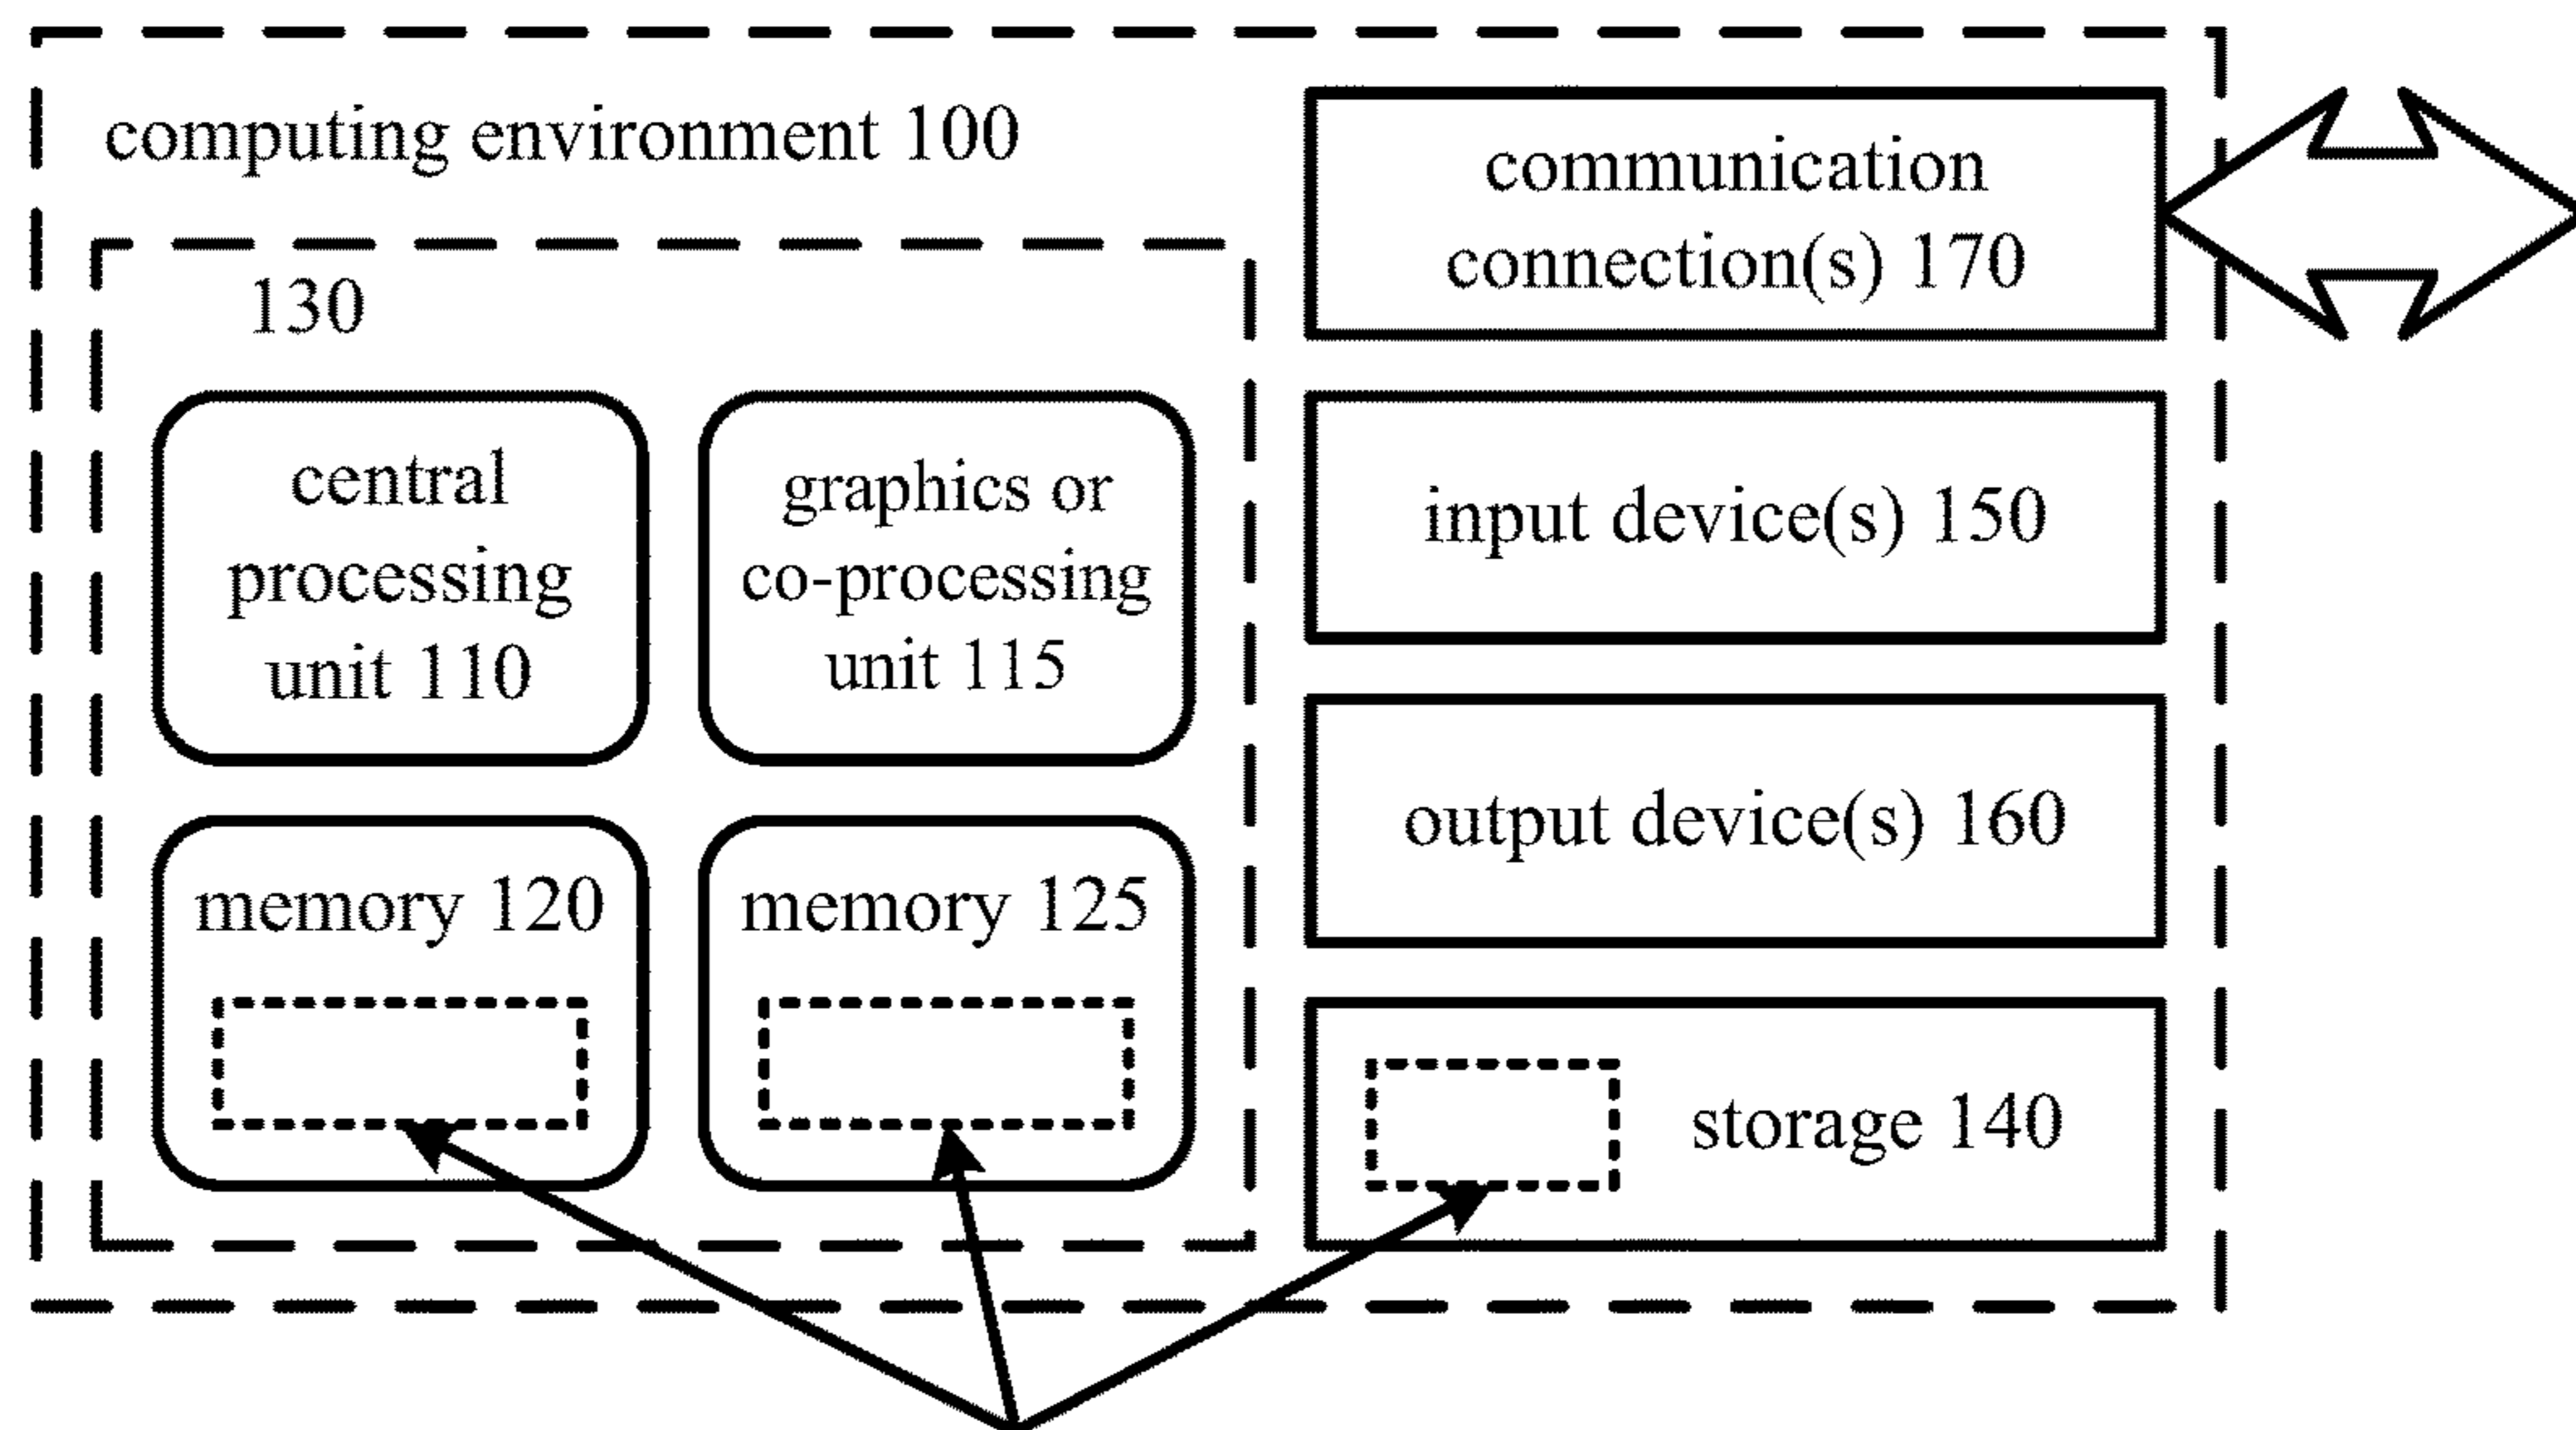 computing environment 100
130
central
processing
unit 110
graphics or
co-processing
unit 115
memory 120
memory 125
communication
connection(s) 170
input device(s) 150
output device(s) 160
storage 140